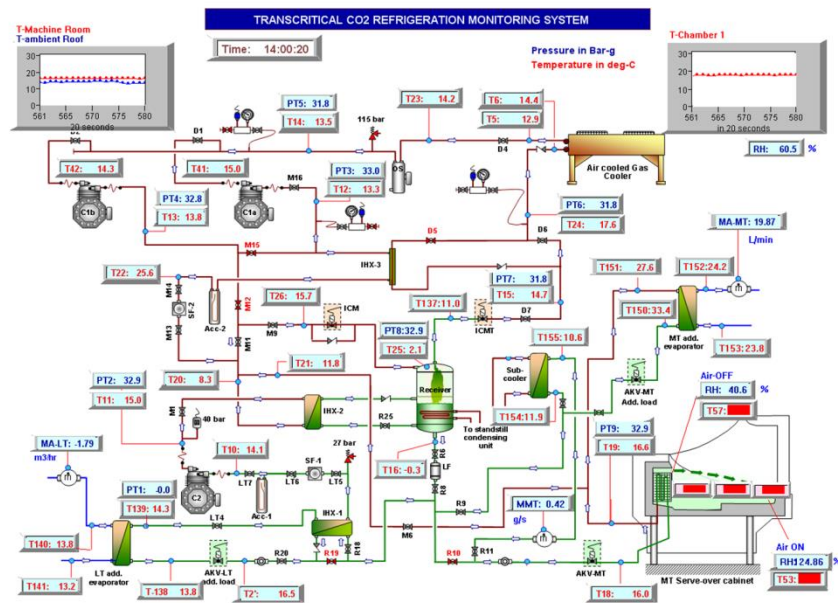 TRANSCRITICAL CO2 REFRIGERATION MONITORING SYSTEM
T-Machine Room
T-ambient Roof
Time: 14:00:20
Pressure in Bar-g
Temperature in deg-C
T-Chamber 1
30
20
10
0
561 565 570 575 580
20 seconds
30
20
10
0
561 565 570 575 580
in 20 seconds
RH: 60.5 %
PT5: 31.8
T14: 13.5
115 bar
T23: 14.2
T6: 14.4
T5: 12.9
D4
Air cooled Gas
Cooler
D2
D1
T42: 14.3
T41: 15.0
M16
PT3: 33.0
T12: 13.3
DS
C1b
C1a
PT4: 32.8
T13: 13.8
PT6: 31.8
T24: 17.6
MA-MT: 19.87
L/min
M15
D5
D6
IHX-3
T22: 25.6
M14
SF-2
M13
Acc-2
M12
M11
T26: 15.7
ICM
M9
T137:11.0
PT7: 31.8
T15: 14.7
ICMT
D7
T151: 27.6
T152:24.2
T150:33.4
MT add.
evaporator
T153:23.8
PT8:32.9
T25: 2.1
T155:10.6
Sub-
cooler
T21: 11.8
T20: 8.3
Receiver
T154:11.9
AKV-MT
Add. load
Air-OFF
RH: 40.6 %
T57:
PT2: 32.9
T11: 15.0
M1
40 bar
IHX-2
R25
To standstill
condensing
unit
PT9: 32.9
T19: 16.6
MA-LT: -1.79
m3/hr
T10: 14.1
SF-1
27 bar
T16: -0.3
R6
LF
R8
C2
LT7
LT6
LT5
Acc-1
PT1: -0.0
T139: 14.3
LT4
IHX-1
R9
MMT: 0.42
g/s
M6
T140: 13.8
R20
R19
R18
R10
R11
AKV-MT
Air ON
RH124.86 %
T53:
T141: 13.2
LT add.
evaporator
T-138 13.8
AKV-LT
add. load
T2': 16.5
T18: 16.0
MT Serve-over cabinet